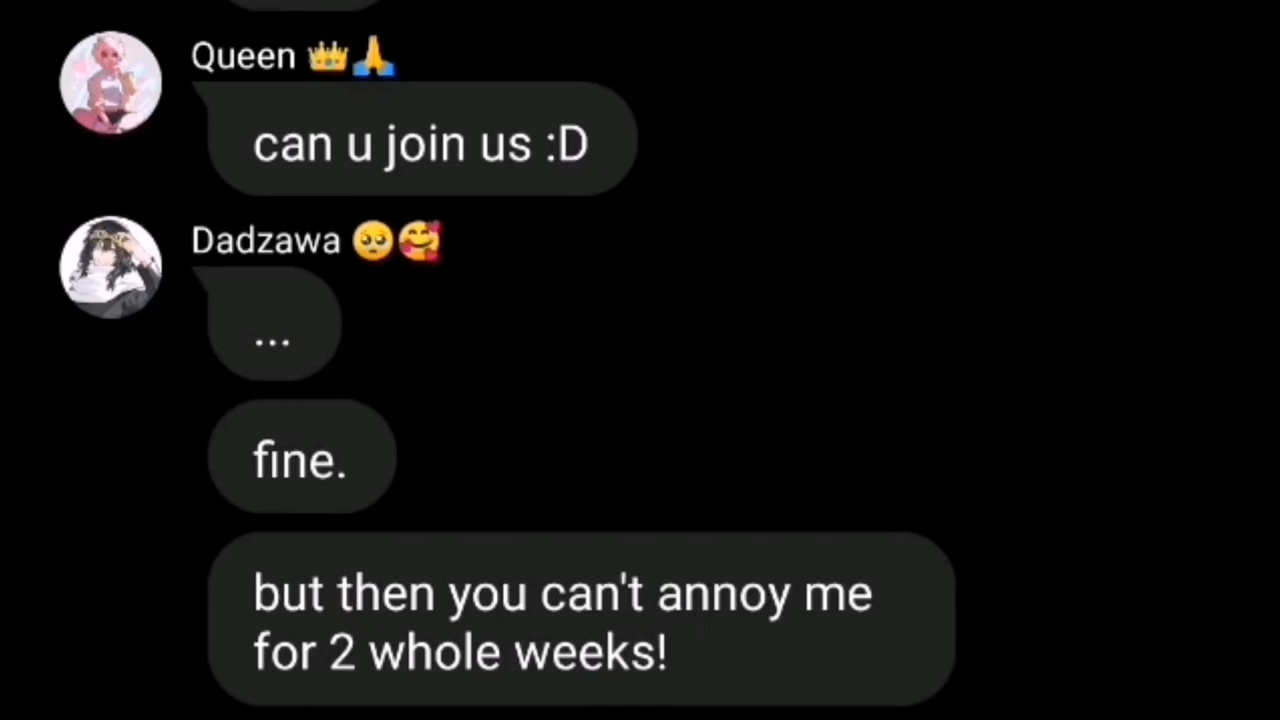 Queen 👑🙏
can u join us :D
Dadzawa 🥺🥰
...
fine.
but then you can't annoy me
for 2 whole weeks!